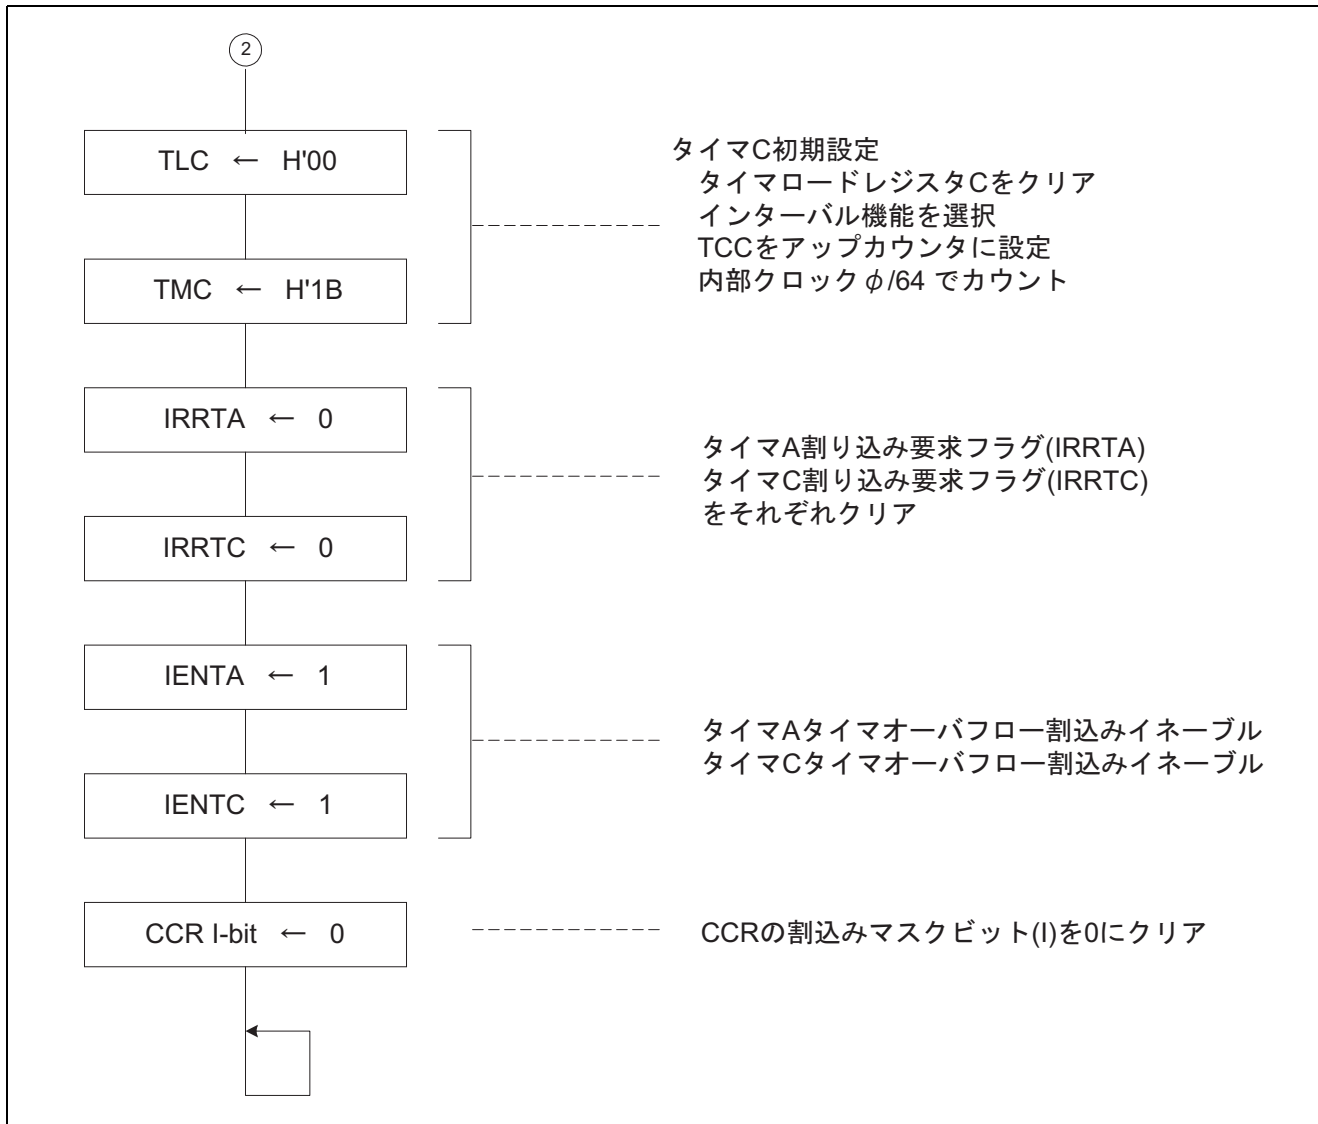 2
TLC ← H'00
タイマC初期設定
タイマロードレジスタCをクリア
インターバル機能を選択
TCCをアップカウンタに設定
内部クロックφ/64 でカウント
TMC ← H'1B
IRRTA ← 0
タイマA割り込み要求フラグ(IRRTA)
タイマC割り込み要求フラグ(IRRTC)
をそれぞれクリア
IRRTC ← 0
IENTA ← 1
タイマAタイマオーバフロー割込みイネーブル
タイマCタイマオーバフロー割込みイネーブル
IENTC ← 1
CCR I-bit ← 0
CCRの割込みマスクビット(I)を0にクリア